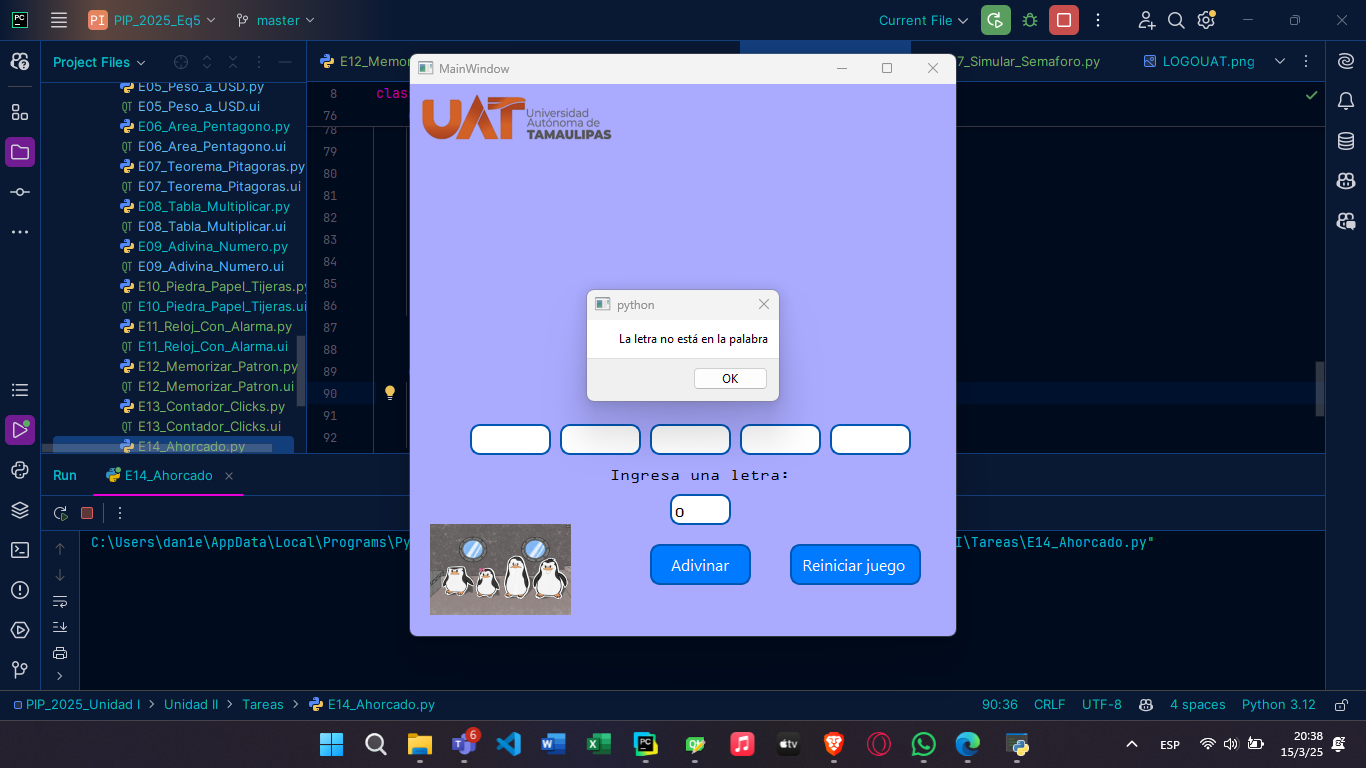 PC
PI PIP_2025_Eq5
master
Current File
Project Files
E12_Memor
7_Simular_Semaforo.py
LOGOUAT.png
E05_Peso_a_USD.py
E05_Peso_a_USD.ui
E06_Area_Pentagono.py
E06_Area_Pentagono.ui
E07_Teorema_Pitagoras.py
E07_Teorema_Pitagoras.ui
E08_Tabla_Multiplicar.py
E08_Tabla_Multiplicar.ui
E09_Adivina_Numero.py
E09_Adivina_Numero.ui
E10_Piedra_Papel_Tijeras.py
E10_Piedra_Papel_Tijeras.ui
E11_Reloj_Con_Alarma.py
E11_Reloj_Con_Alarma.ui
E12_Memorizar_Patron.py
E12_Memorizar_Patron.ui
E13_Contador_Clicks.py
E13_Contador_Clicks.ui
E14_Ahorcado.py
8 class
76
78
79
80
81
82
83
84
85
86
87
88
89
90
91
92
MainWindow
UAT Universidad
Autónoma de
TAMAULIPAS
python
La letra no está en la palabra
OK
Ingresa una letra:
o
Adivinar
Reiniciar juego
Run
E14_Ahorcado
C:\Users\dan1e\AppData\Local\Programs\Py
I\Tareas\E14_Ahorcado.py"
PIP_2025_Unidad I
Unidad II
Tareas
E14_Ahorcado.py
90:36
CRLF
UTF-8
4 spaces
Python 3.12
6
tv
ESP
20:38
15/3/25